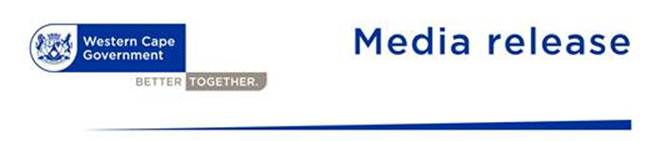 Western Cape
Government
BETTER TOGETHER.
Media release